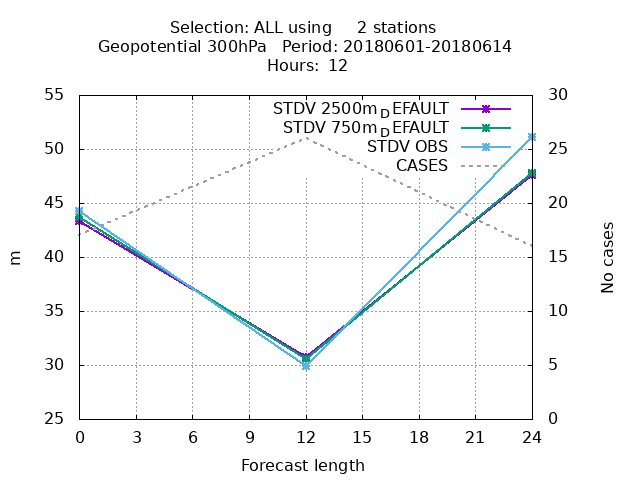 Selection: ALL using 2 stations
Geopotential 300hPa Period: 20180601-20180614
Hours: 12
STDV 2500m_DEFAULT
STDV 750m_DEFAULT
STDV OBS
CASES
55
50
45
40
35
30
25
30
25
20
15
10
5
0
m
No cases
0 3 6 9 12 15 18 21 24
Forecast length